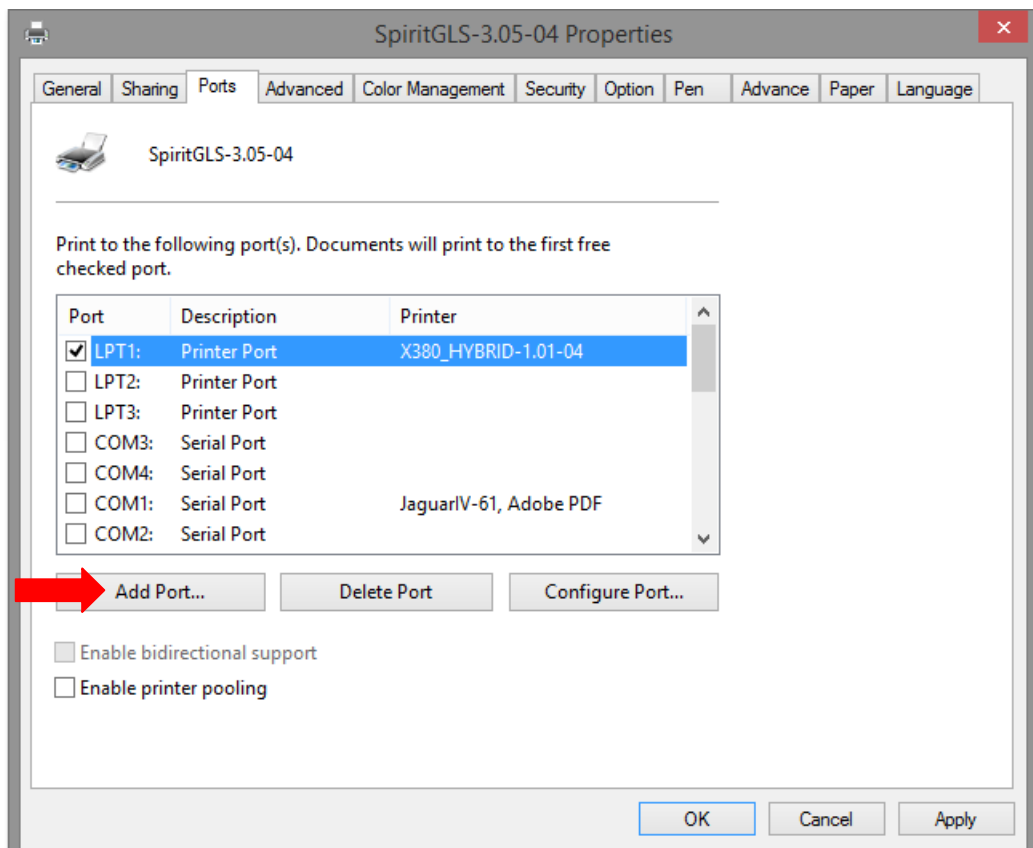 SpiritGLS-3.05-04 Properties
General Sharing Ports Advanced Color Management Security Option Pen Advance Paper Language
SpiritGLS-3.05-04
Print to the following port(s). Documents will print to the first free
checked port.
Port Description Printer
LPT1: Printer Port X380_HYBRID-1.01-04
LPT2: Printer Port
LPT3: Printer Port
COM3: Serial Port
COM4: Serial Port
COM1: Serial Port JaguarIV-61, Adobe PDF
COM2: Serial Port
Add Port... Delete Port Configure Port...
Enable bidirectional support
Enable printer pooling
OK Cancel Apply